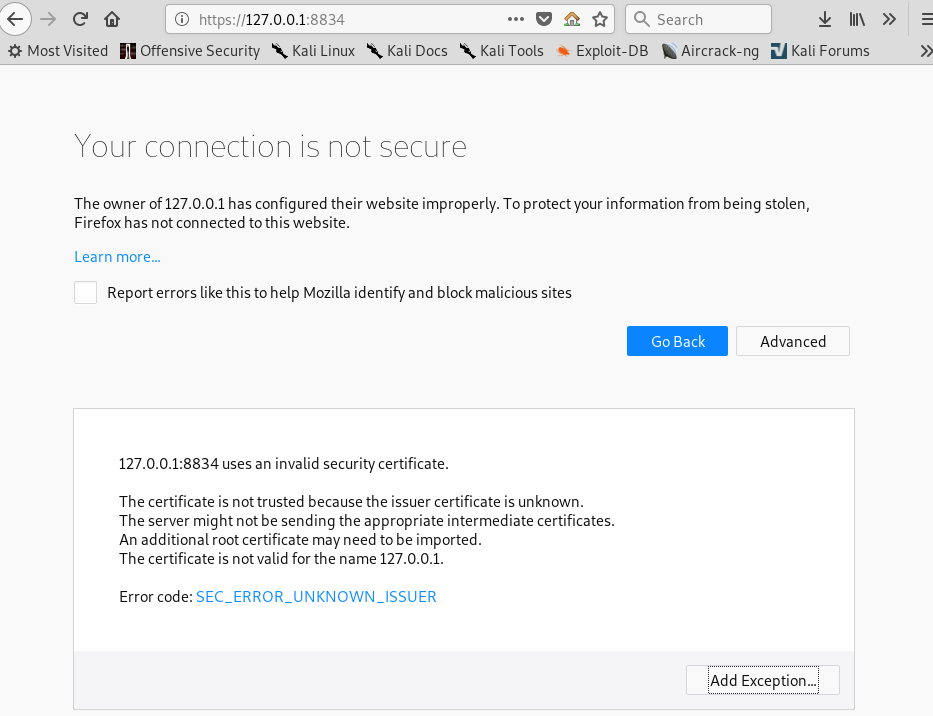 https://127.0.0.1:8834
Search
Most Visited Offensive Security Kali Linux Kali Docs Kali Tools Exploit-DB Aircrack-ng Kali Forums
Your connection is not secure
The owner of 127.0.0.1 has configured their website improperly. To protect your information from being stolen,
Firefox has not connected to this website.
Learn more...
Report errors like this to help Mozilla identify and block malicious sites
Go Back Advanced
127.0.0.1:8834 uses an invalid security certificate.
The certificate is not trusted because the issuer certificate is unknown.
The server might not be sending the appropriate intermediate certificates.
An additional root certificate may need to be imported.
The certificate is not valid for the name 127.0.0.1.
Error code: SEC_ERROR_UNKNOWN_ISSUER
Add Exception...